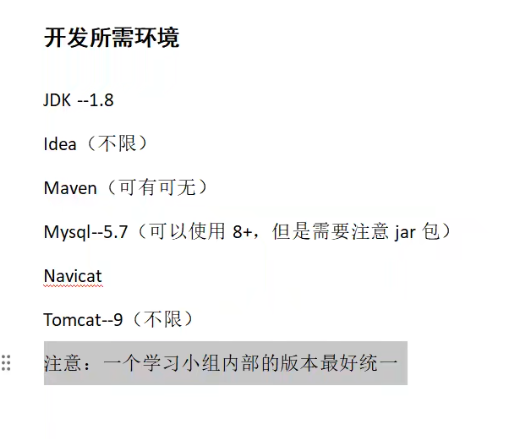 开发所需环境
JDK --1.8
Idea（不限）
Maven（可有可无）
Mysql--5.7（可以使用 8+，但是需要注意 jar 包）
Navicat
Tomcat--9（不限）
注意：一个学习小组内部的版本最好统一